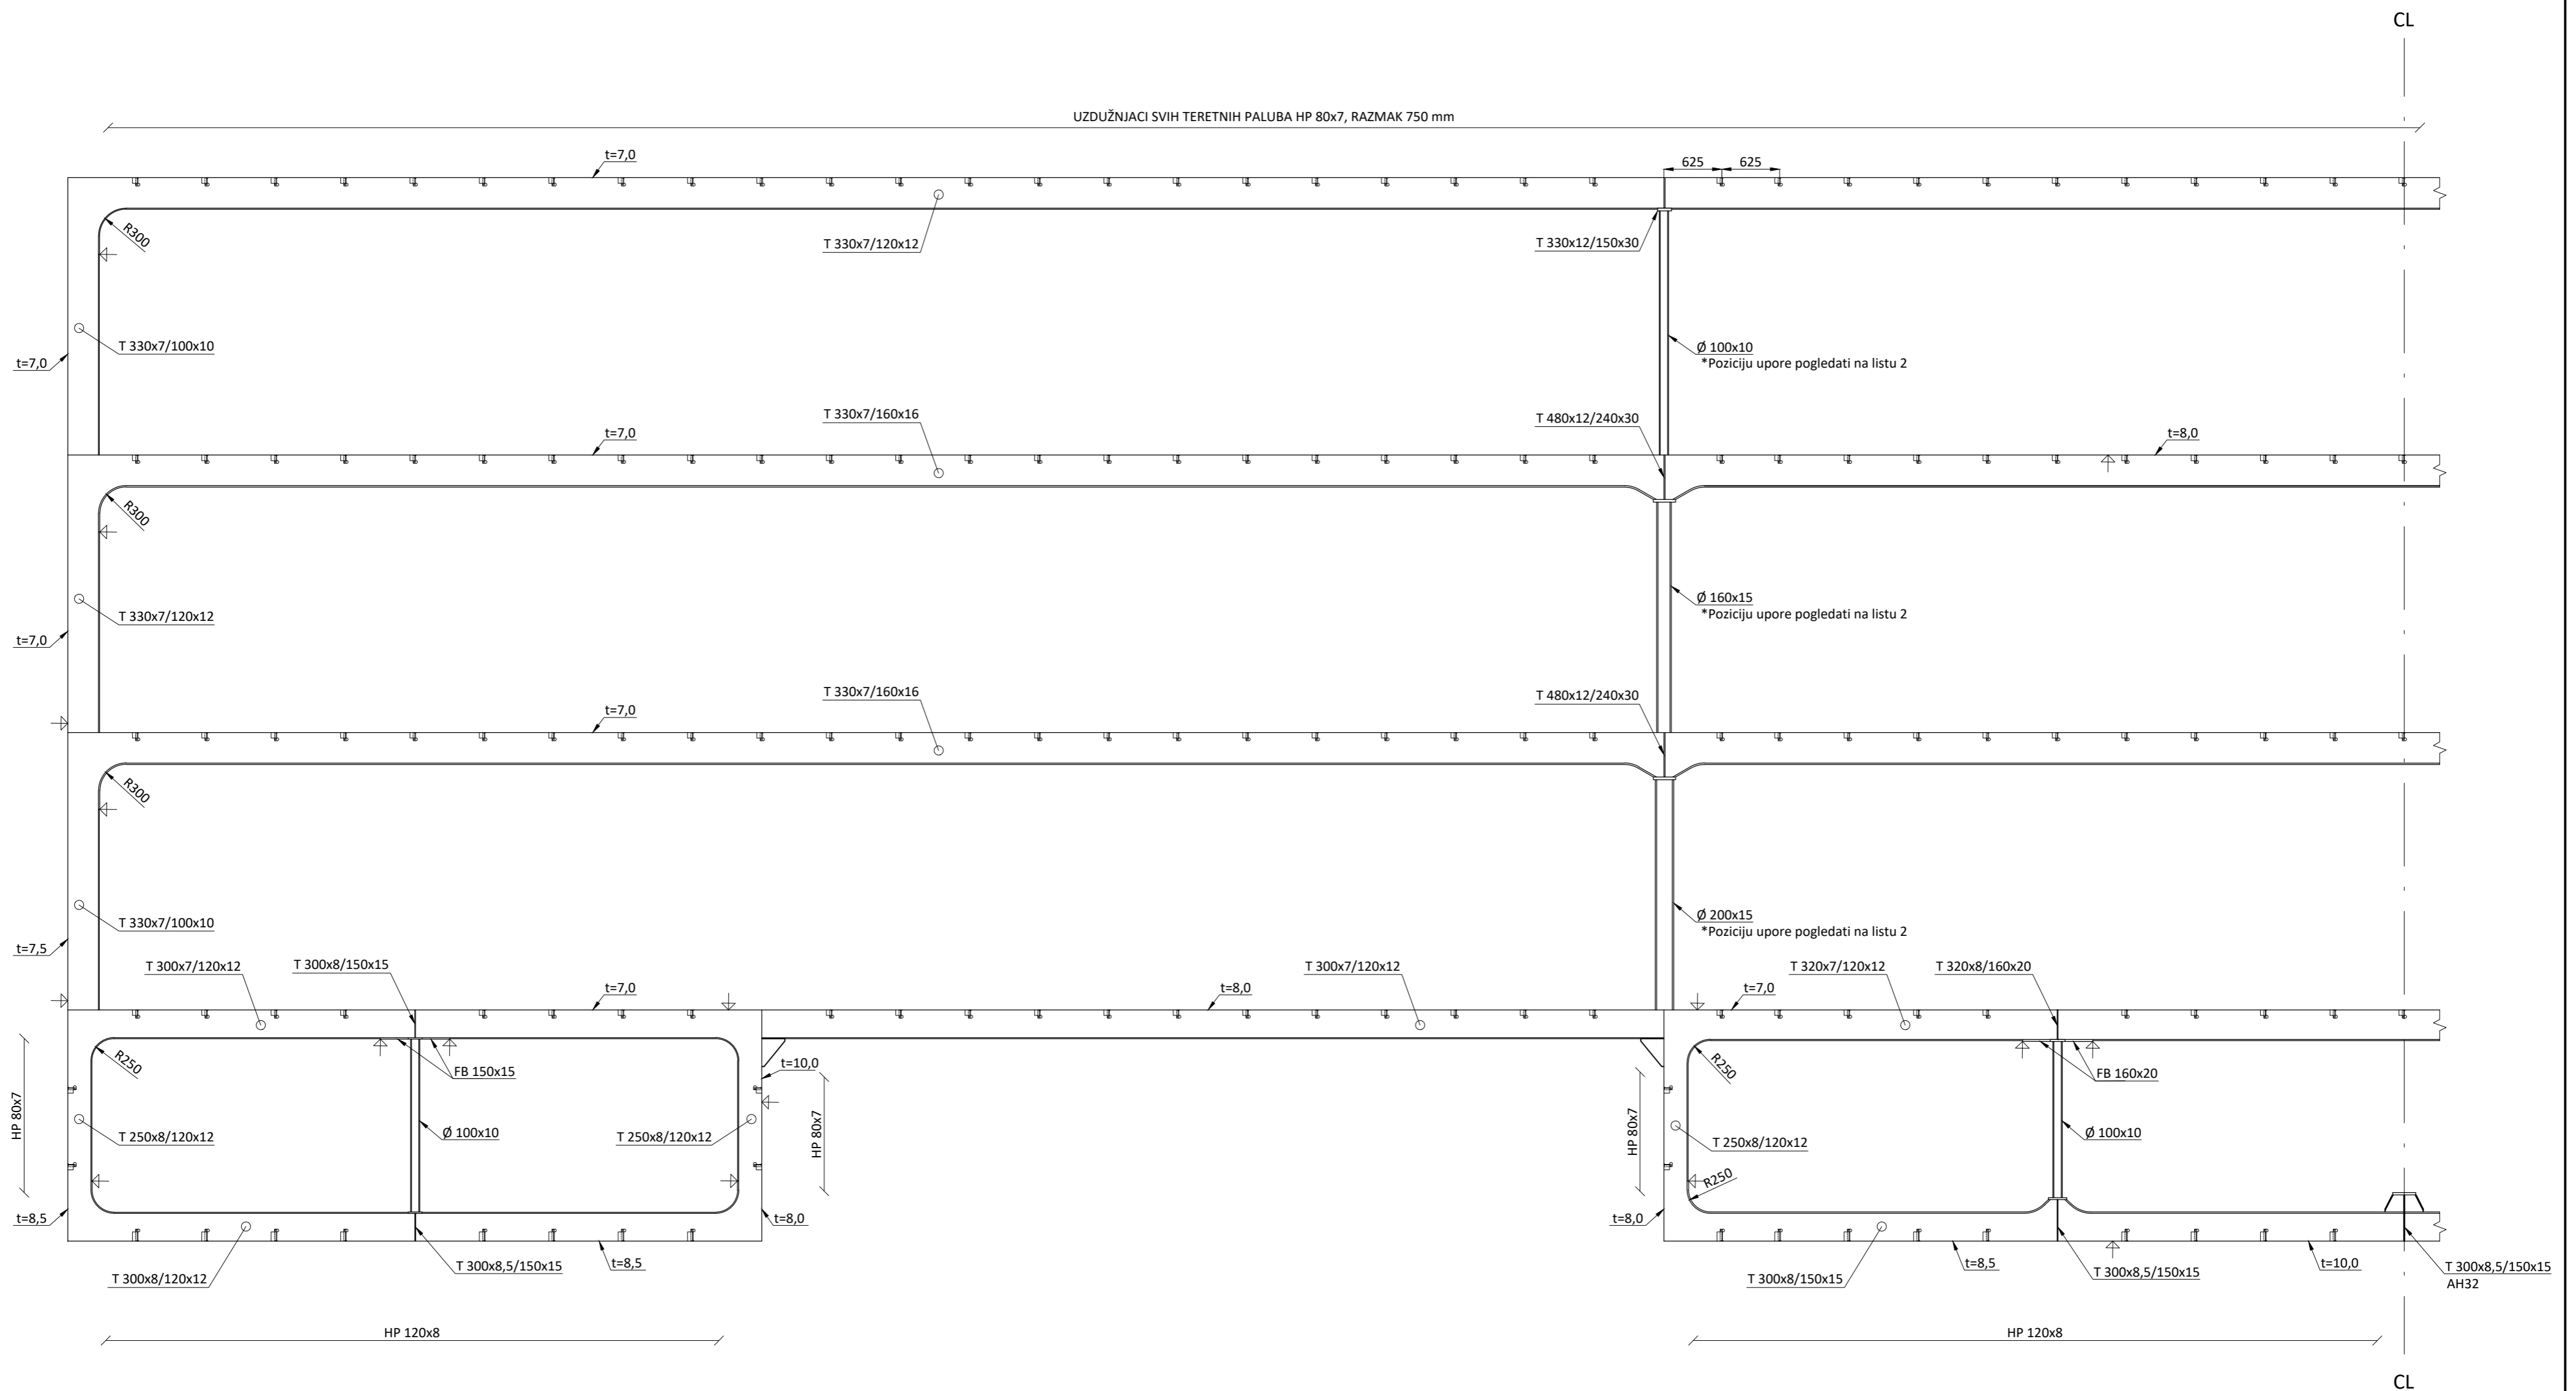 CL
UZDUŽNJACI SVIH TERETNIH PALUBA HP 80x7, RAZMAK 750 mm
t=7,0
625
625
R300
T 330x7/120x12
T 330x12/150x30
T 330x7/100x10
t=7,0
Ø 100x10
*Poziciju upore pogledati na listu 2
T 330x7/160x16
T 480x12/240x30
t=7,0
t=8,0
R300
T 330x7/120x12
t=7,0
Ø 160x15
*Poziciju upore pogledati na listu 2
T 330x7/160x16
T 480x12/240x30
t=7,0
R300
T 330x7/100x10
t=7,5
Ø 200x15
*Poziciju upore pogledati na listu 2
T 300x7/120x12
T 300x8/150x15
T 300x7/120x12
T 320x7/120x12
T 320x8/160x20
t=7,0
t=8,0
t=7,0
R250
FB 150x15
t=10,0
R250
FB 160x20
HP 80x7
T 250x8/120x12
Ø 100x10
T 250x8/120x12
HP 80x7
HP 80x7
T 250x8/120x12
Ø 100x10
R250
t=8,5
t=8,0
t=8,0
T 300x8/120x12
T 300x8,5/150x15
t=8,5
T 300x8/150x15
t=8,5
T 300x8,5/150x15
t=10,0
T 300x8,5/150x15
AH32
HP 120x8
HP 120x8
CL